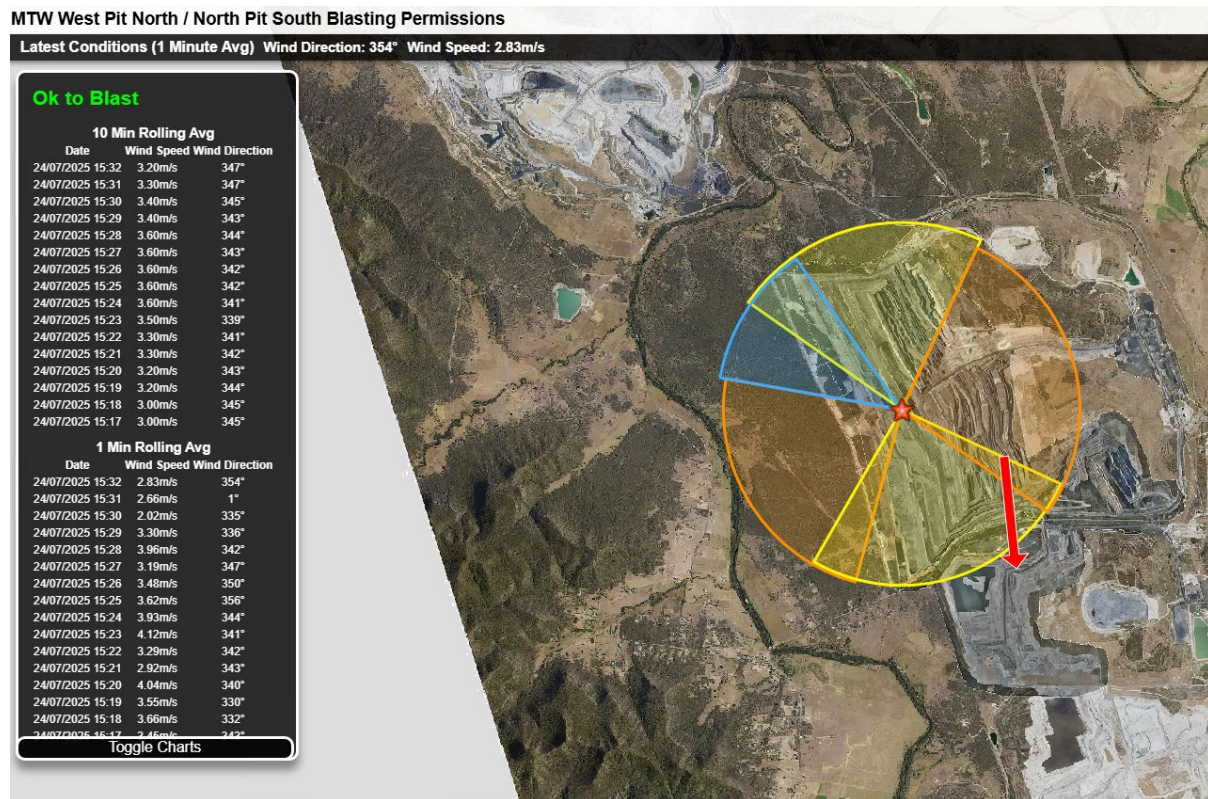 MTW West Pit North / North Pit South Blasting Permissions
Latest Conditions (1 Minute Avg) Wind Direction: 354° Wind Speed: 2.83m/s
Ok to Blast
10 Min Rolling Avg
Date Wind Speed Wind Direction
24/07/2025 15:32 3.20m/s 347°
24/07/2025 15:31 3.30m/s 347°
24/07/2025 15:30 3.40m/s 345°
24/07/2025 15:29 3.40m/s 343°
24/07/2025 15:28 3.60m/s 344°
24/07/2025 15:27 3.60m/s 343°
24/07/2025 15:26 3.60m/s 342°
24/07/2025 15:25 3.60m/s 342°
24/07/2025 15:24 3.60m/s 341°
24/07/2025 15:23 3.50m/s 339°
24/07/2025 15:22 3.30m/s 341°
24/07/2025 15:21 3.30m/s 342°
24/07/2025 15:20 3.20m/s 343°
24/07/2025 15:19 3.20m/s 344°
24/07/2025 15:18 3.00m/s 345°
24/07/2025 15:17 3.00m/s 345°
1 Min Rolling Avg
Date Wind Speed Wind Direction
24/07/2025 15:32 2.83m/s 354°
24/07/2025 15:31 2.66m/s 1°
24/07/2025 15:30 2.02m/s 335°
24/07/2025 15:29 3.30m/s 336°
24/07/2025 15:28 3.96m/s 342°
24/07/2025 15:27 3.19m/s 347°
24/07/2025 15:26 3.48m/s 350°
24/07/2025 15:25 3.62m/s 356°
24/07/2025 15:24 3.93m/s 344°
24/07/2025 15:23 4.12m/s 341°
24/07/2025 15:22 3.29m/s 342°
24/07/2025 15:21 2.92m/s 343°
24/07/2025 15:20 4.04m/s 340°
24/07/2025 15:19 3.55m/s 330°
24/07/2025 15:18 3.66m/s 332°
24/07/2025 15:17
Toggle Charts